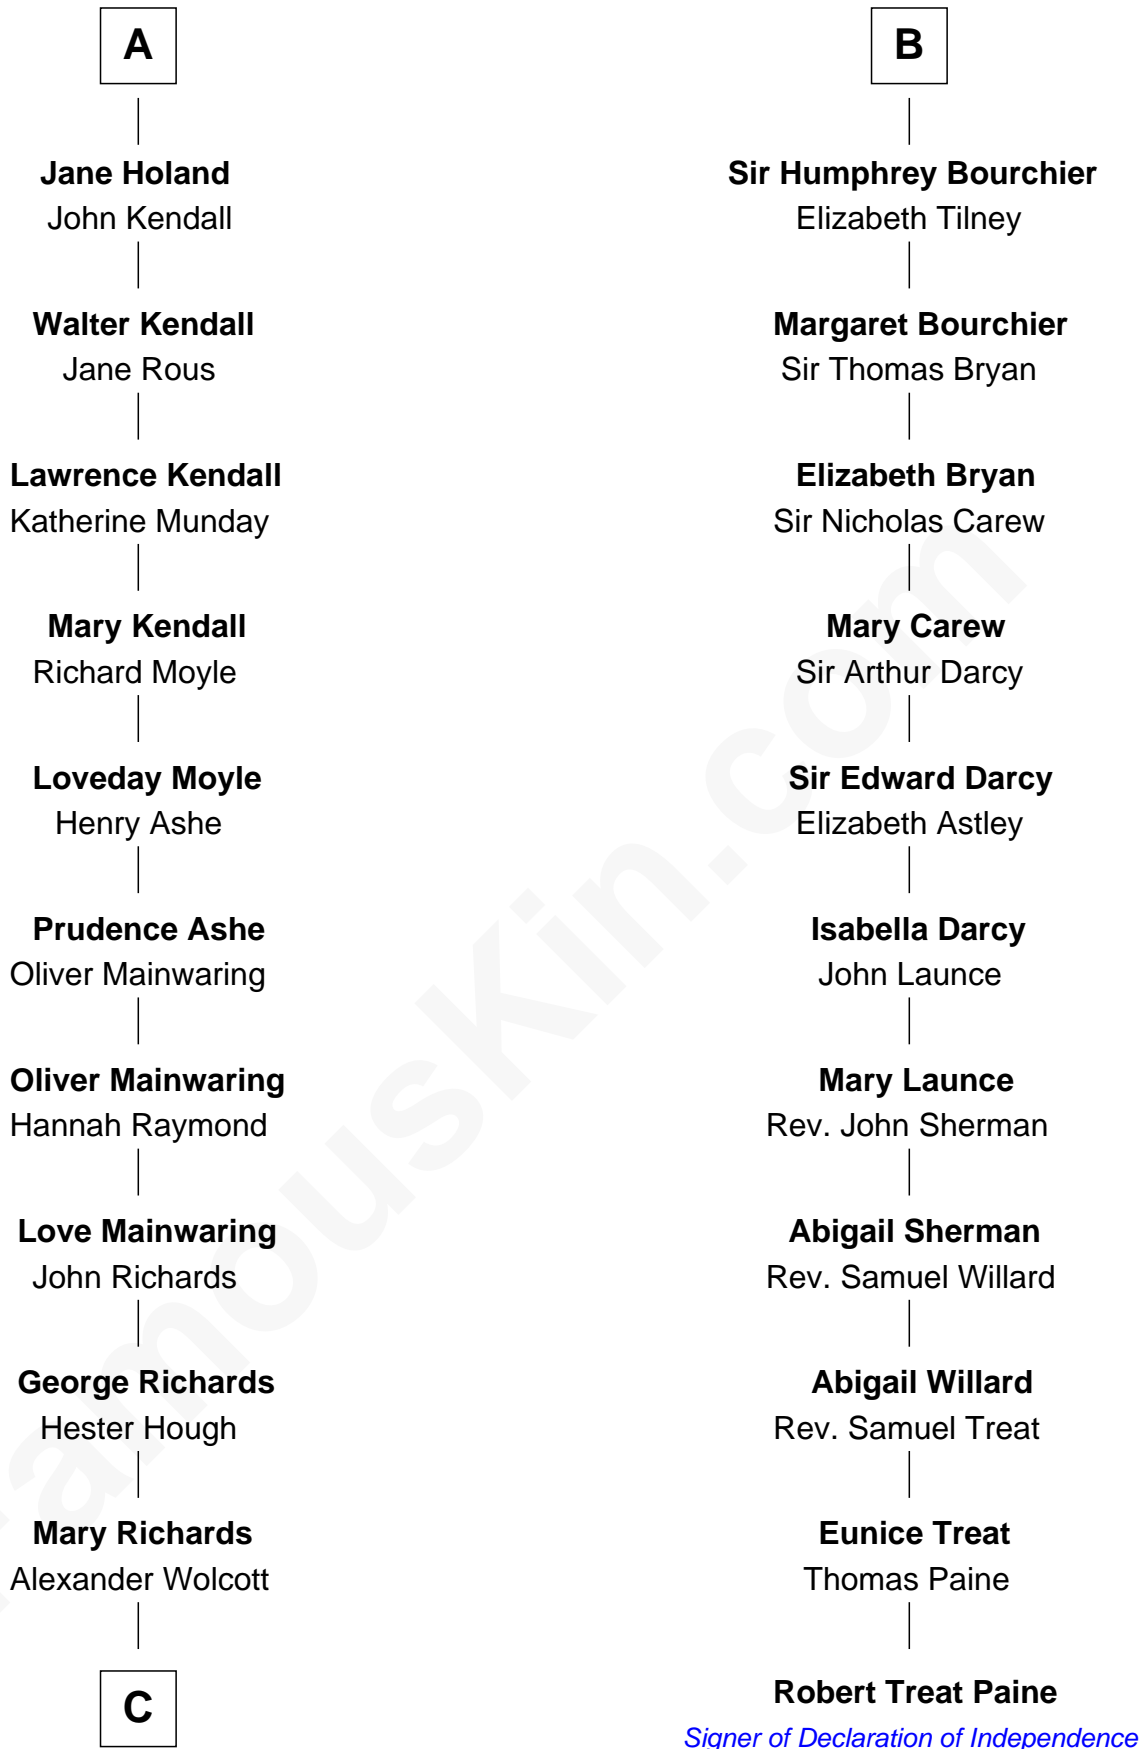 A
Jane Holand
John Kendall
Walter Kendall
Jane Rous
Lawrence Kendall
Katherine Munday
Mary Kendall
Richard Moyle
Loveday Moyle
Henry Ashe
Prudence Ashe
Oliver Mainwaring
Oliver Mainwaring
Hannah Raymond
Love Mainwaring
John Richards
George Richards
Hester Hough
Mary Richards
Alexander Wolcott
C
B
Sir Humphrey Bourchier
Elizabeth Tilney
Margaret Bourchier
Sir Thomas Bryan
Elizabeth Bryan
Sir Nicholas Carew
Mary Carew
Sir Arthur Darcy
Sir Edward Darcy
Elizabeth Astley
Isabella Darcy
John Launce
Mary Launce
Rev. John Sherman
Abigail Sherman
Rev. Samuel Willard
Abigail Willard
Rev. Samuel Treat
Eunice Treat
Thomas Paine
Robert Treat Paine
Signer of Declaration of Independence
FamousKin.com